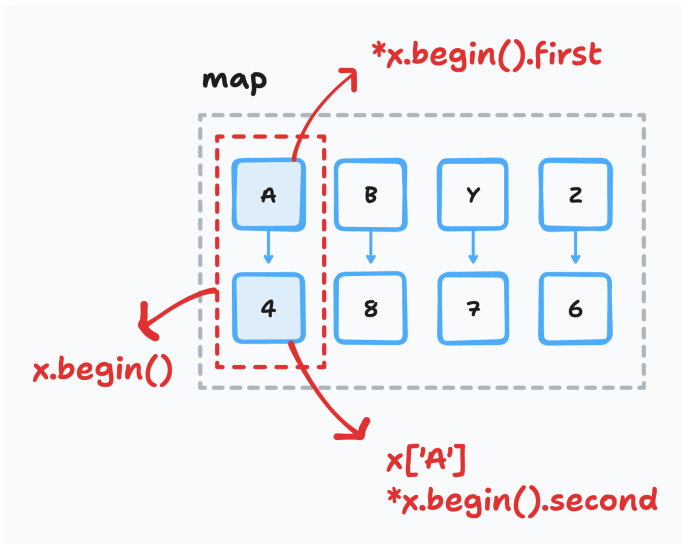 *x.begin().first
map
A B Y Z
4 8 7 6
x.begin()
x['A']
*x.begin().second